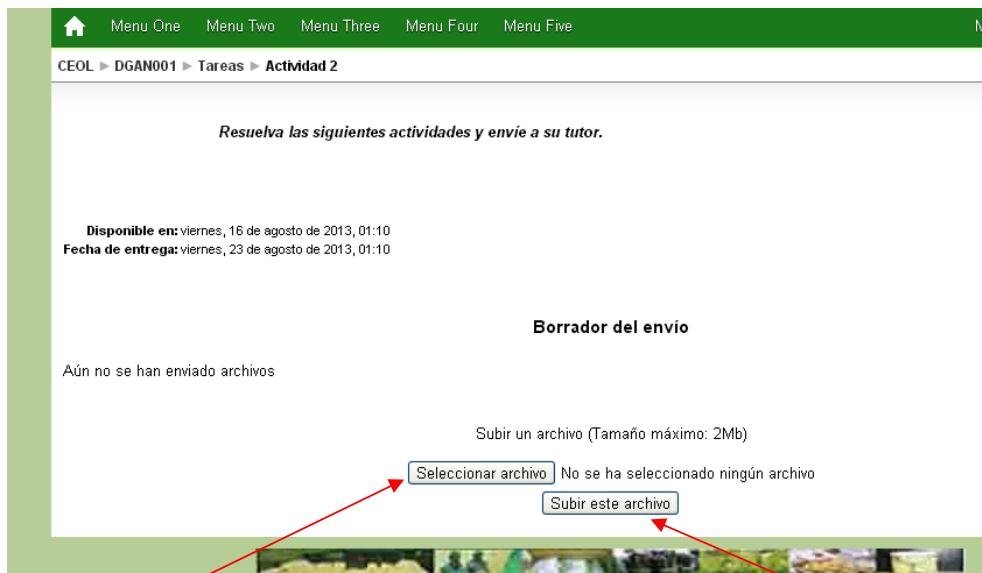 Menu One Menu Two Menu Three Menu Four Menu Five
CEOL ► DGAN001 ► Tareas ► Actividad 2
Resuelva las siguientes actividades y envíe a su tutor.
Disponible en: viernes, 16 de agosto de 2013, 01:10
Fecha de entrega: viernes, 23 de agosto de 2013, 01:10
Borrador del envío
Aún no se han enviado archivos
Subir un archivo (Tamaño máximo: 2Mb)
Seleccionar archivo No se ha seleccionado ningún archivo
Subir este archivo